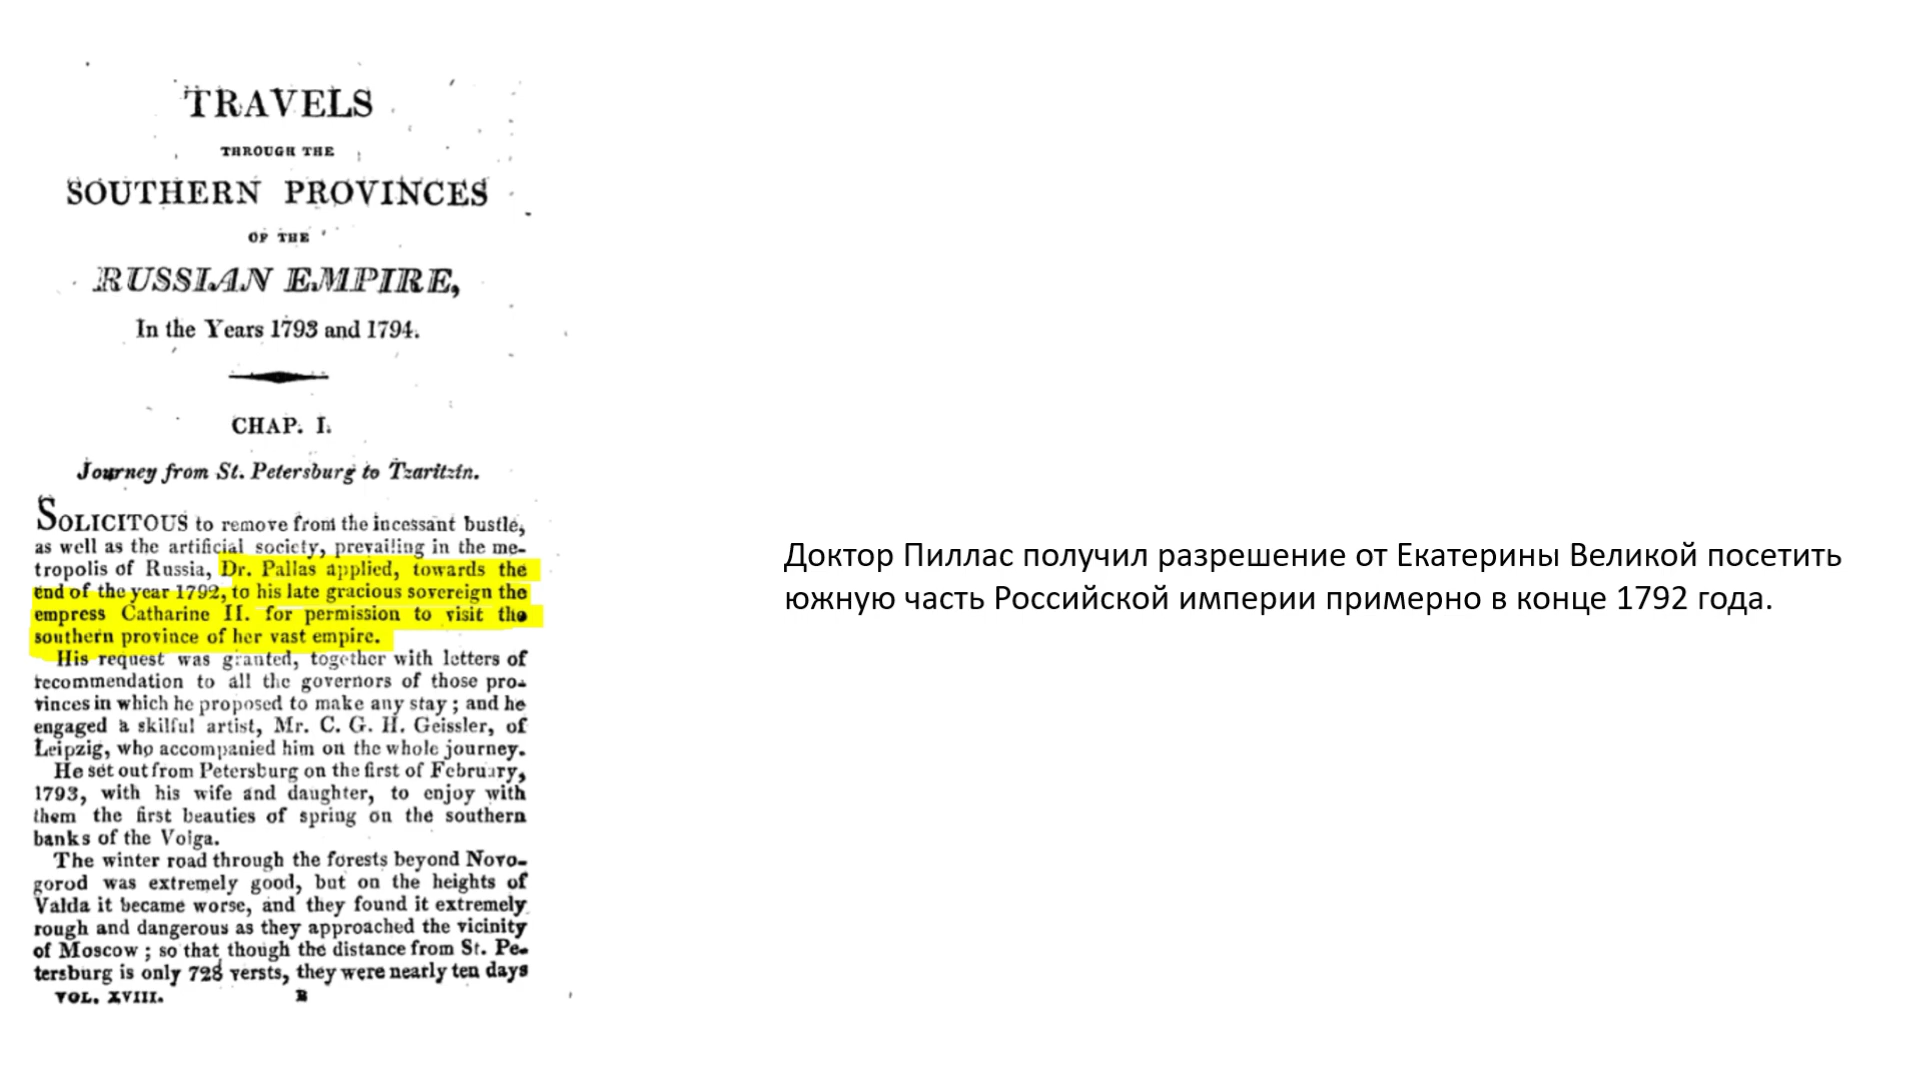 TRAVELS
THROUGH THE
SOUTHERN PROVINCES
OF THE
RUSSIAN EMPIRE,
In the Years 1793 and 1794.
CHAP. I.
Journey from St. Petersburg to Tzaritzin.
SOLICITOUS to remove from the incessant bustle,
as well as the artificial society, prevailing in the me-
tropolis of Russia, Dr. Pallas applied, towards the
end of the year 1792, to his late gracious sovereign the
empress Catharine II. for permission to visit the
southern province of her vast empire.
His request was granted, together with letters of
recommendation to all the governors of those pro-
vinces in which he proposed to make any stay; and he
engaged a skilful artist, Mr. C. G. H. Geissler, of
Leipzig, who accompanied him on the whole journey.
He set out from Petersburg on the first of February,
1793, with his wife and daughter, to enjoy with
them the first beauties of spring on the southern
banks of the Volga.
The winter road through the forests beyond Novo-
gorod was extremely good, but on the heights of
Valda it became worse, and they found it extremely
rough and dangerous as they approached the vicinity
of Moscow; so that though the distance from St. Pe-
tersburg is only 728 versts, they were nearly ten days
VOL. XVIII. B
Доктор Пиллас получил разрешение от Екатерины Великой посетить
южную часть Российской империи примерно в конце 1792 года.